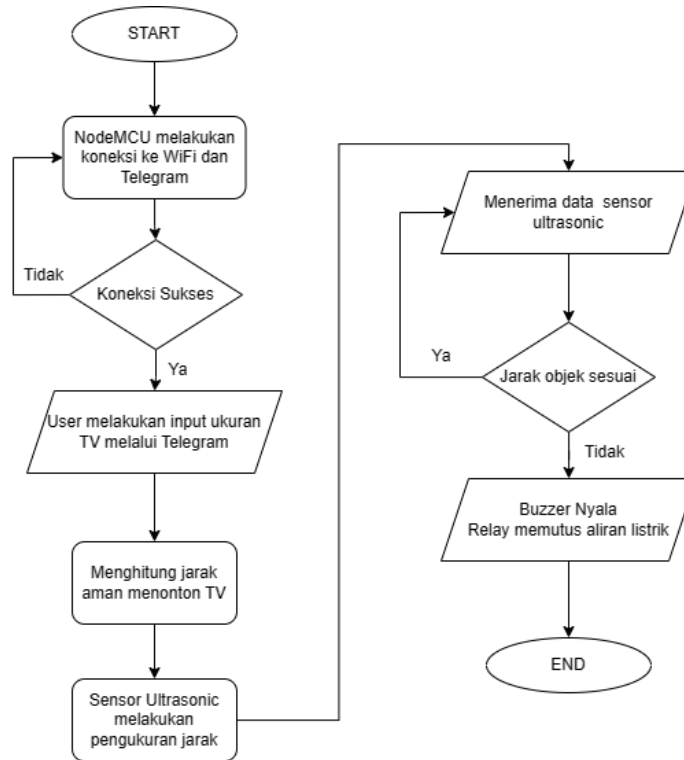 START
NodeMCU melakukan
koneksi ke WiFi dan
Telegram
Tidak
Koneksi Sukses
Ya
User melakukan input ukuran
TV melalui Telegram
Menghitung jarak
aman menonton TV
Sensor Ultrasonic
melakukan
pengukuran jarak
Menerima data sensor
ultrasonic
Ya
Jarak objek sesuai
Tidak
Buzzer Nyala
Relay memutus aliran listrik
END